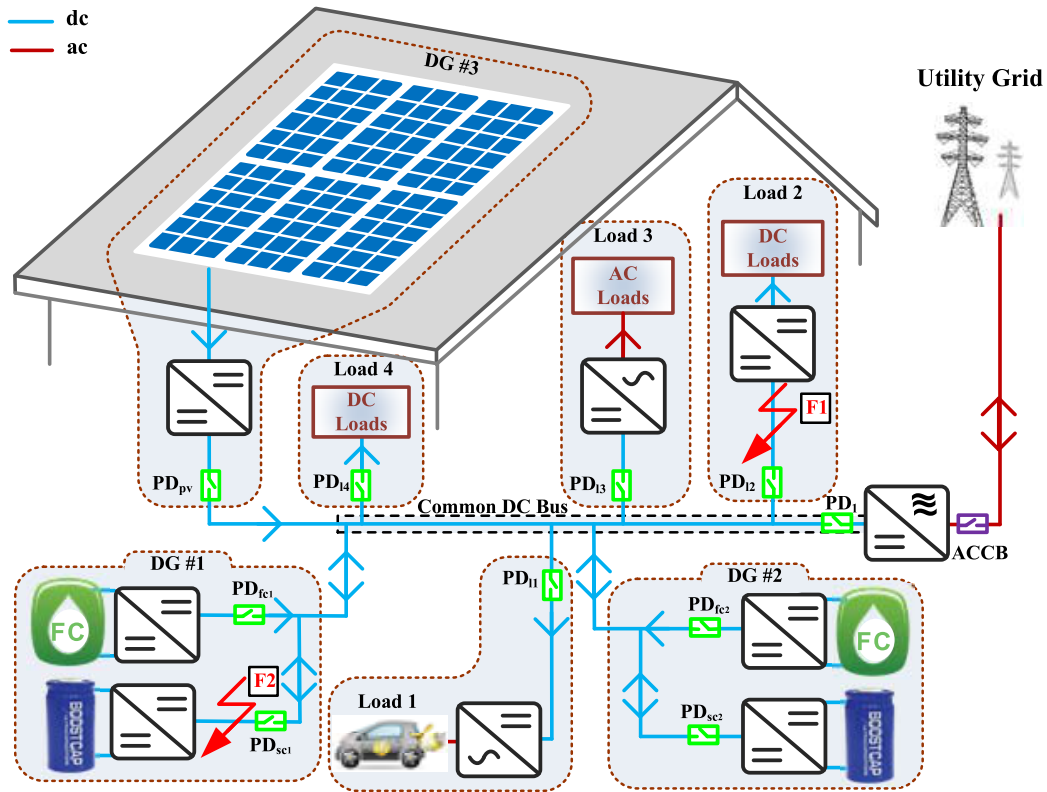 dc
ac
DG #3
Utility Grid
Load 2
DC
Loads
Load 3
AC
Loads
Load 4
DC
Loads
F1
PDpv
PDl4
PDl3
PDl2
Common DC Bus
PD1
ACCB
DG #1
PDfc1
FC
F2
PDsc1
BOOSTCAP
PDl1
Load 1
DG #2
PDfc2
FC
PDsc2
BOOSTCAP